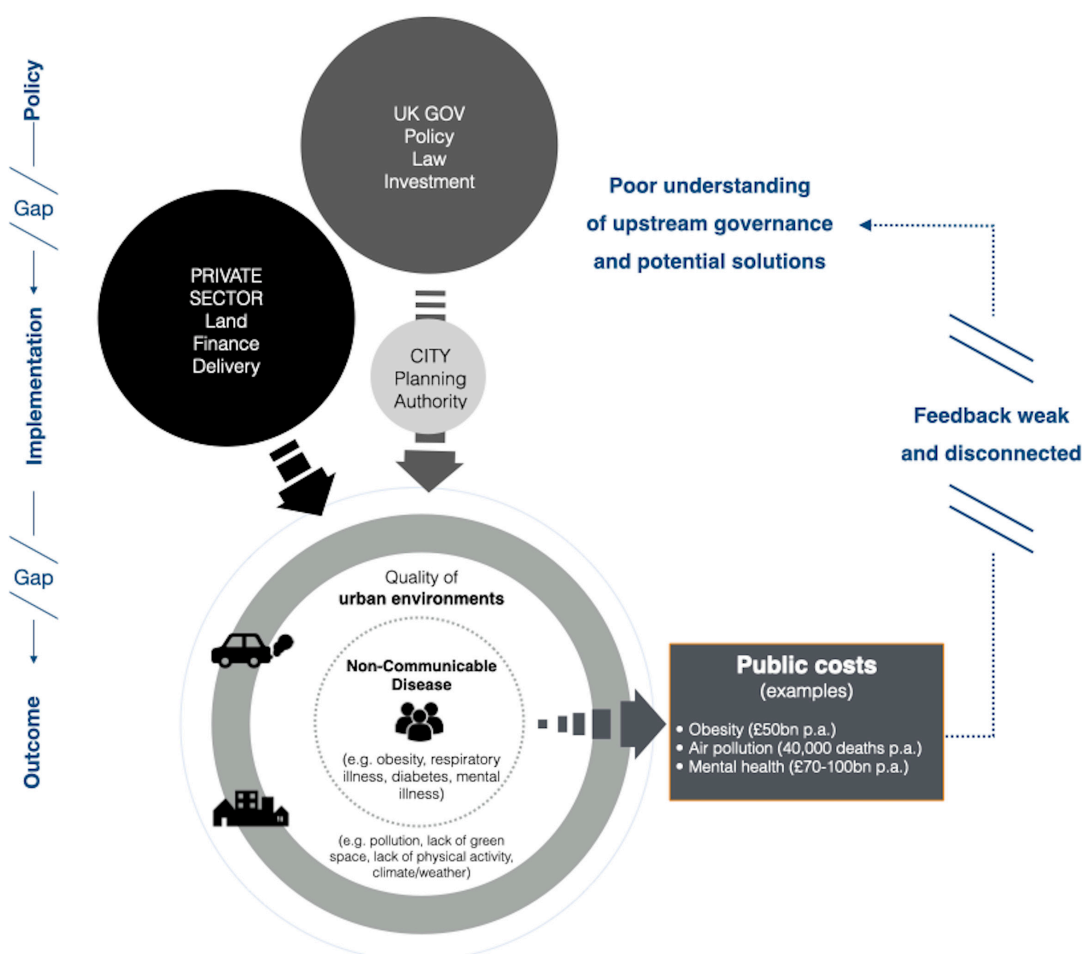 Policy
Gap
Implementation
Gap
Outcome
UK GOV
Policy
Law
Investment
PRIVATE
SECTOR
Land
Finance
Delivery
CITY
Planning
Authority
Poor understanding
of upstream governance
and potential solutions
Feedback weak
and disconnected
Quality of
urban environments
Non-Communicable
Disease
(e.g. obesity, respiratory
illness, diabetes, mental
illness)
(e.g. pollution, lack of green
space, lack of physical activity,
climate/weather)
Public costs
(examples)
• Obesity (£50bn p.a.)
• Air pollution (40,000 deaths p.a.)
• Mental health (£70-100bn p.a.)